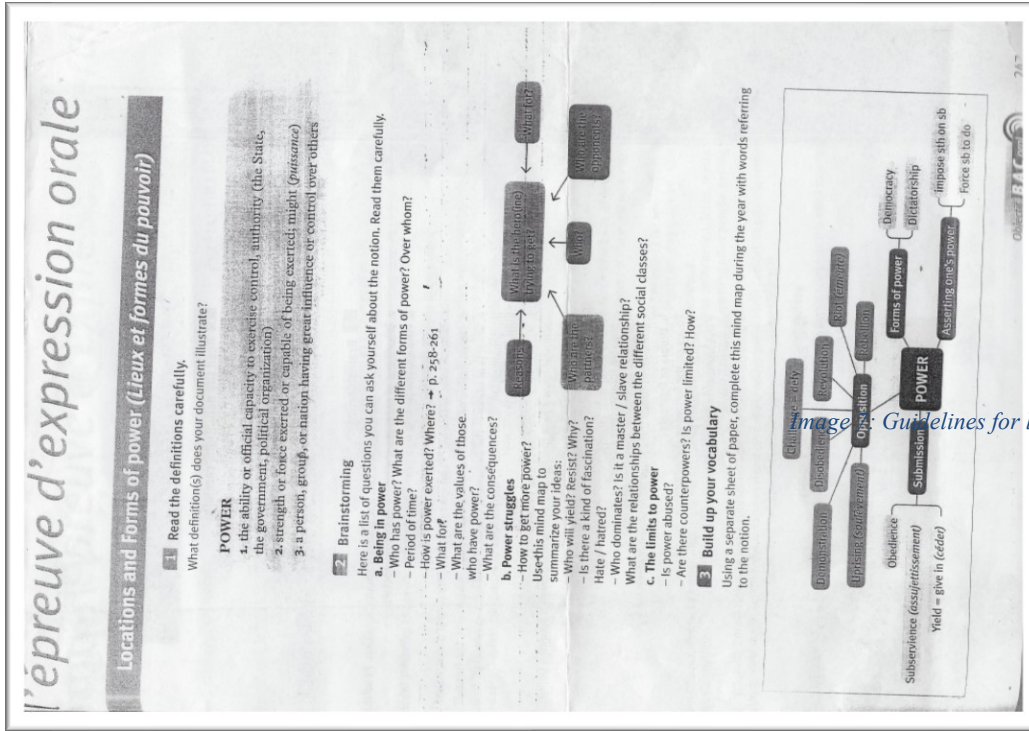 l'épreuve d'expression orale
Locations and Forms of power (Lieux et formes du pouvoir)
1 Read the definitions carefully.
What definition(s) does your document illustrate?
POWER
1. the ability or official capacity to exercise control, authority (the State,
the government, political organization)
2. strength or force exerted or capable of being exerted; might (puissance)
3. a person, group, or nation having great influence or control over others
2 Brainstorming
Here is a list of questions you can ask yourself about the notion. Read them carefully.
a. Being in power
– Who has power? What are the different forms of power? Over whom?
– Period of time?
– How is power exerted? Where? → p. 258-261
– What for?
– What are the values of those
who have power?
– What are the conséquences?
b. Power struggles
– How to get more power?
Use this mind map to
summarize your ideas:
– Who will yield? Resist? Why?
– Is there a kind of fascination?
Hate / hatred?
– Who dominates? Is it a master / slave relationship?
What are the relationships between the different social classes?
Reasons?
What is the hero(ine)
trying to get?
What for?
Who are the
partners?
Who?
Who are the
opponents?
c. The limits to power
– Is power abused?
– Are there counterpowers? Is power limited? How?
3 Build up your vocabulary
Using a separate sheet of paper, complete this mind map during the year with words referring
to the notion.
Challenge = defy
Demonstration
Disobedience
Revolution
Riot (émeute)
Uprising (soulèvement)
Opposition
Rebellion
Obedience
Subservience (assujettissement)
Yield = give in (céder)
Submission
POWER
Forms of power
Democracy
Dictatorship
Asserting one's power
Impose sth on sb
Force sb to do
Objectif BAC
267
Image : Guidelines for